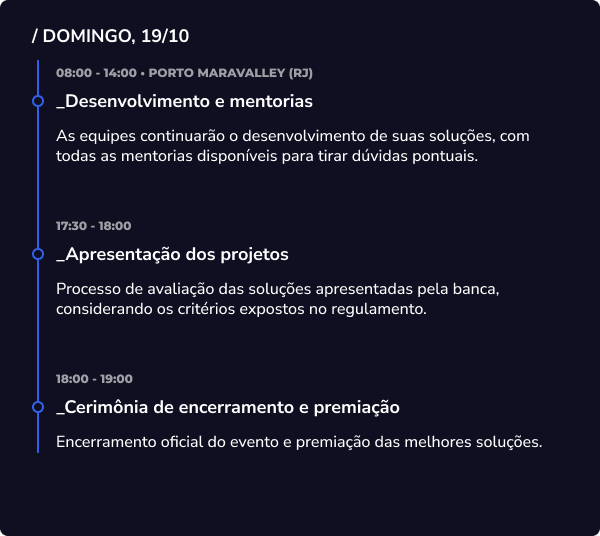 / DOMINGO, 19/10
08:00 - 14:00 • PORTO MARAVALLEY (RJ)
_Desenvolvimento e mentorias
As equipes continuarão o desenvolvimento de suas soluções, com
todas as mentorias disponíveis para tirar dúvidas pontuais.
17:30 - 18:00
_Apresentação dos projetos
Processo de avaliação das soluções apresentadas pela banca,
considerando os critérios expostos no regulamento.
18:00 - 19:00
_Cerimônia de encerramento e premiação
Encerramento oficial do evento e premiação das melhores soluções.